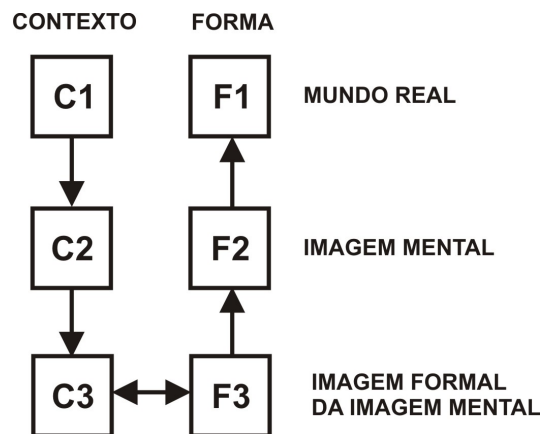 CONTEXTO FORMA
C1 F1 MUNDO REAL
C2 F2 IMAGEM MENTAL
C3 F3 IMAGEM FORMAL
DA IMAGEM MENTAL